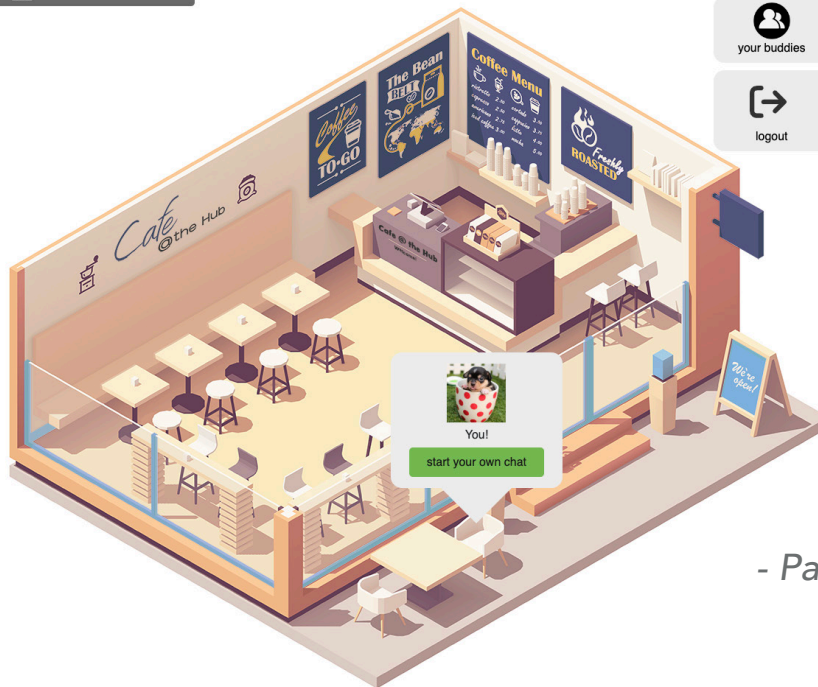 your buddies
logout
Coffee
TO-GO
The Bean
BELT
Coffee Menu
Freshly
ROASTED
Cafe
@the Hub
Cafe @ the Hub
We're
open!
You!
start your own chat
- Pa